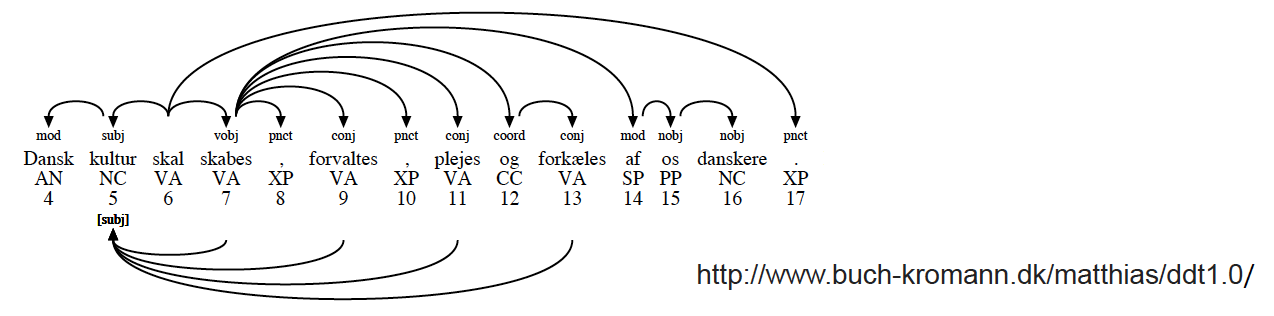 mod subj vobj pnct conj pnct conj coord conj mod nobj nobj pnct
Dansk kultur skal skabes , forvaltes , plejes og forkæles af os danskere .
AN NC VA VA XP VA XP VA CC VA SP PP NC XP
4 5 6 7 8 9 10 11 12 13 14 15 16 17
[subj]
http://www.buch-kromann.dk/matthias/ddt1.0/